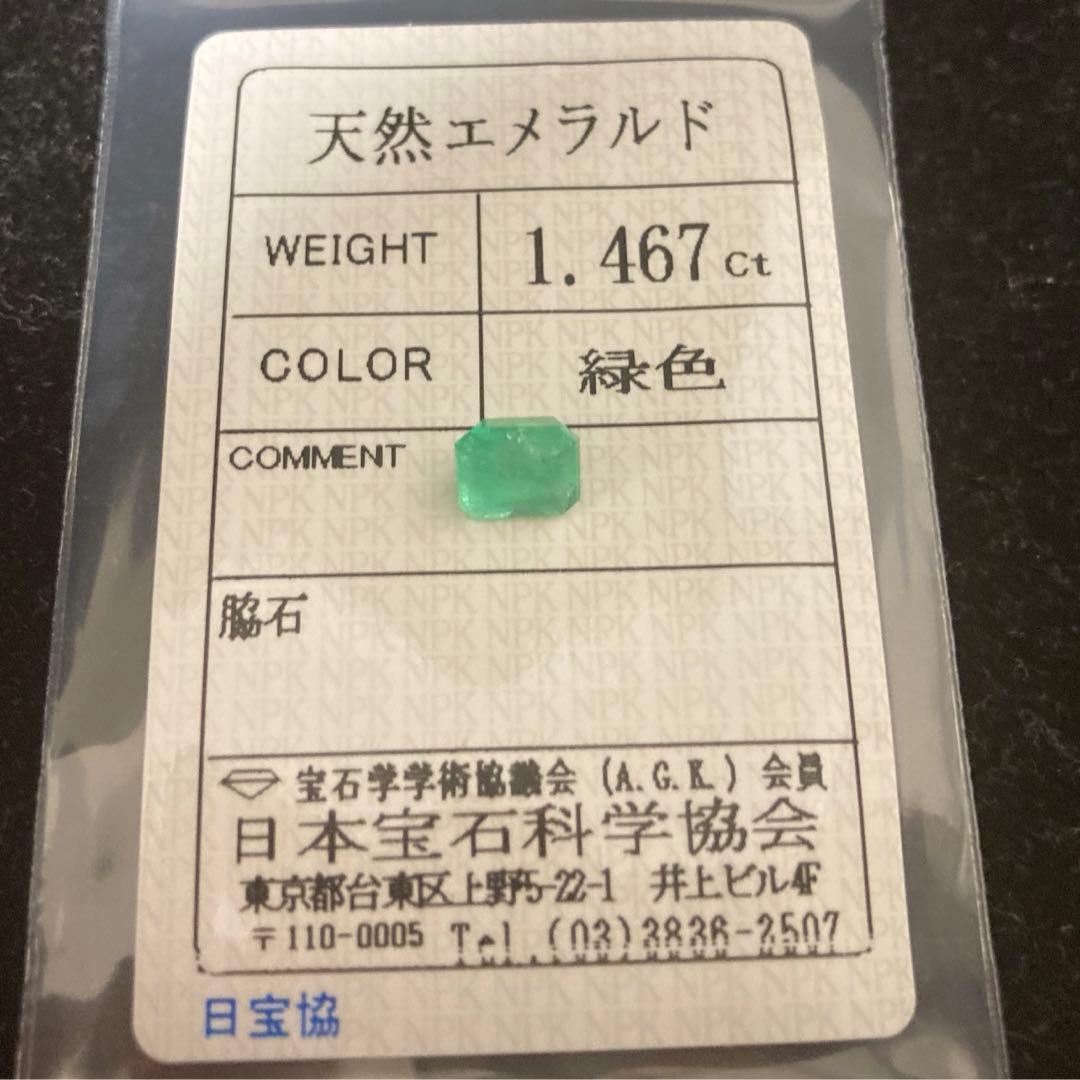 天然エメラルド
WEIGHT 1.467ct
COLOR 緑色
COMMENT
脇石
宝石学学術協議会 (A.G.K.) 会員
日本宝石科学協会
東京都台東区上野5-22-1 井上ビル4F
〒110-0005 Tel.(03)3836-2507
日宝協